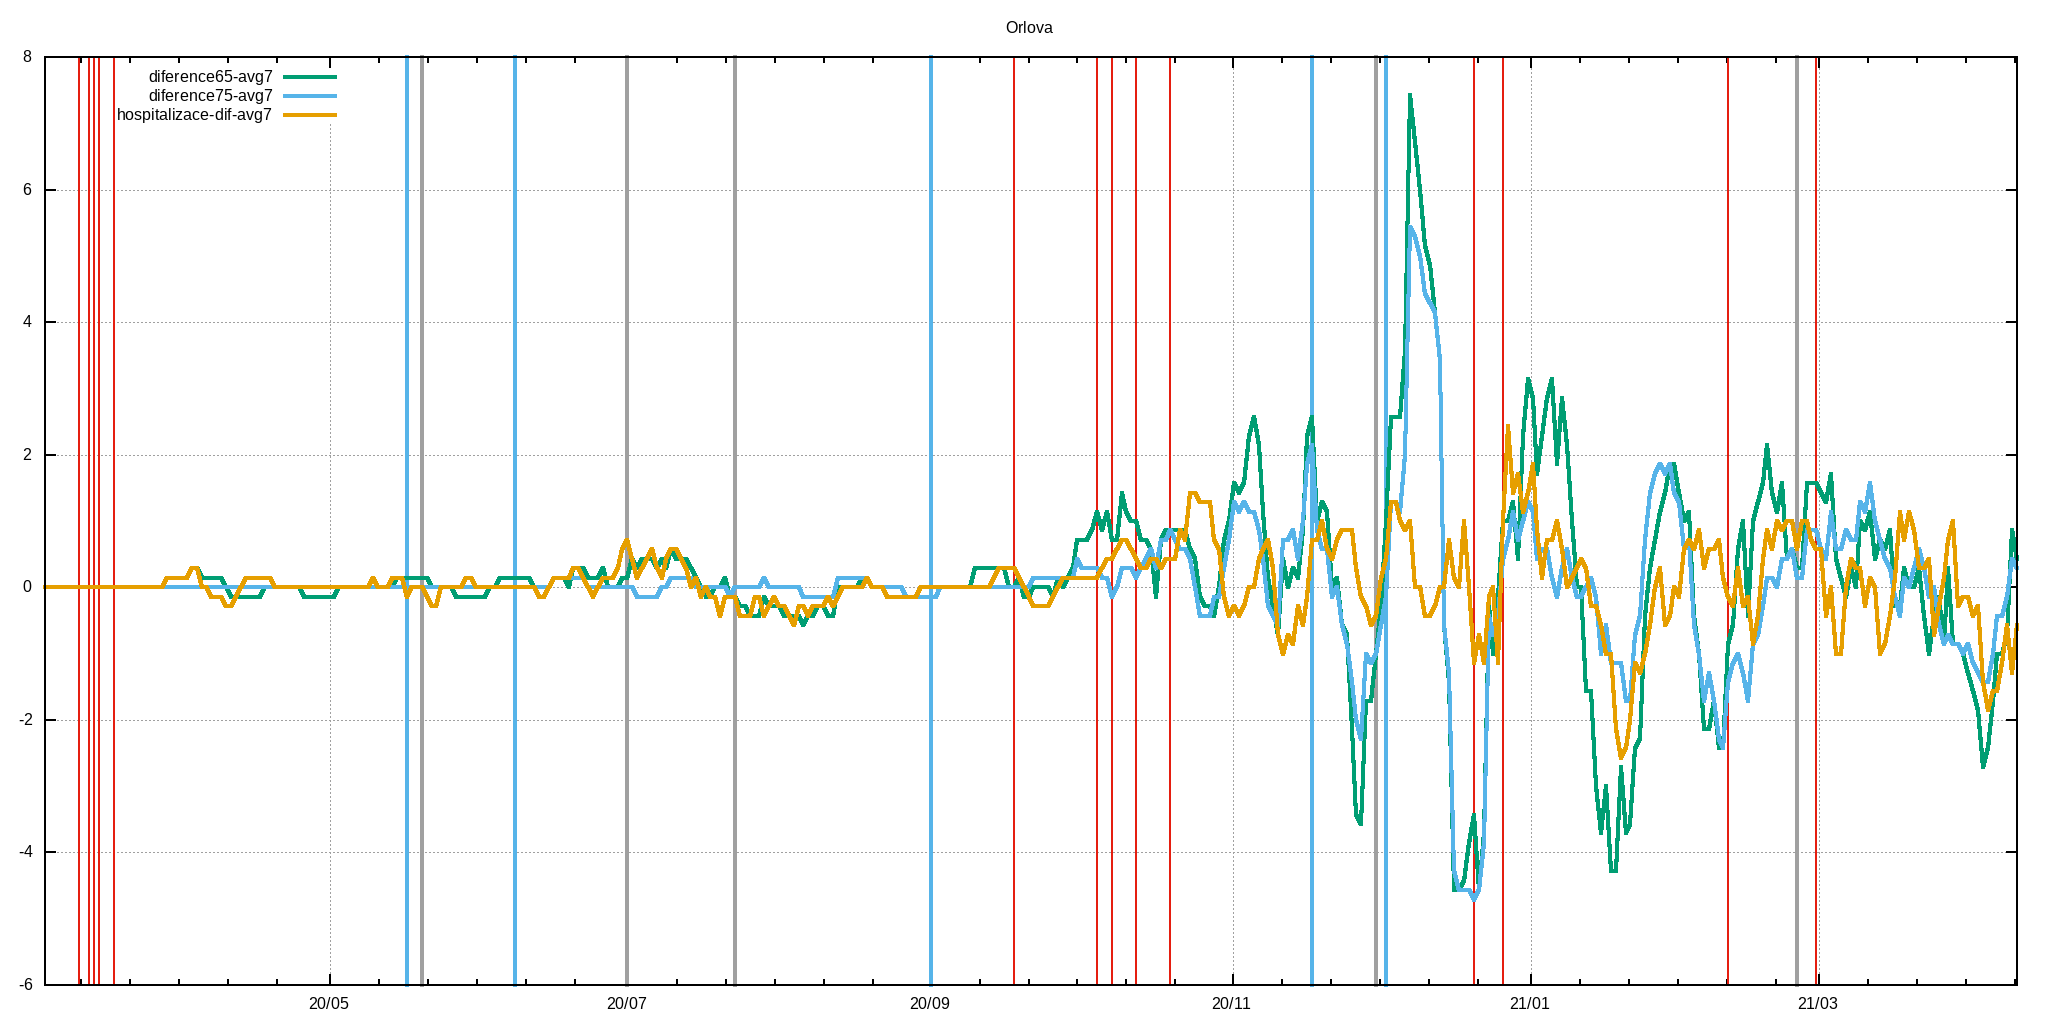 Orlova
8
diference65-avg7
diference75-avg7
hospitalizace-dif-avg7
6
4
2
0
-2
-4
-6
20/05 20/07 20/09 20/11 21/01 21/03